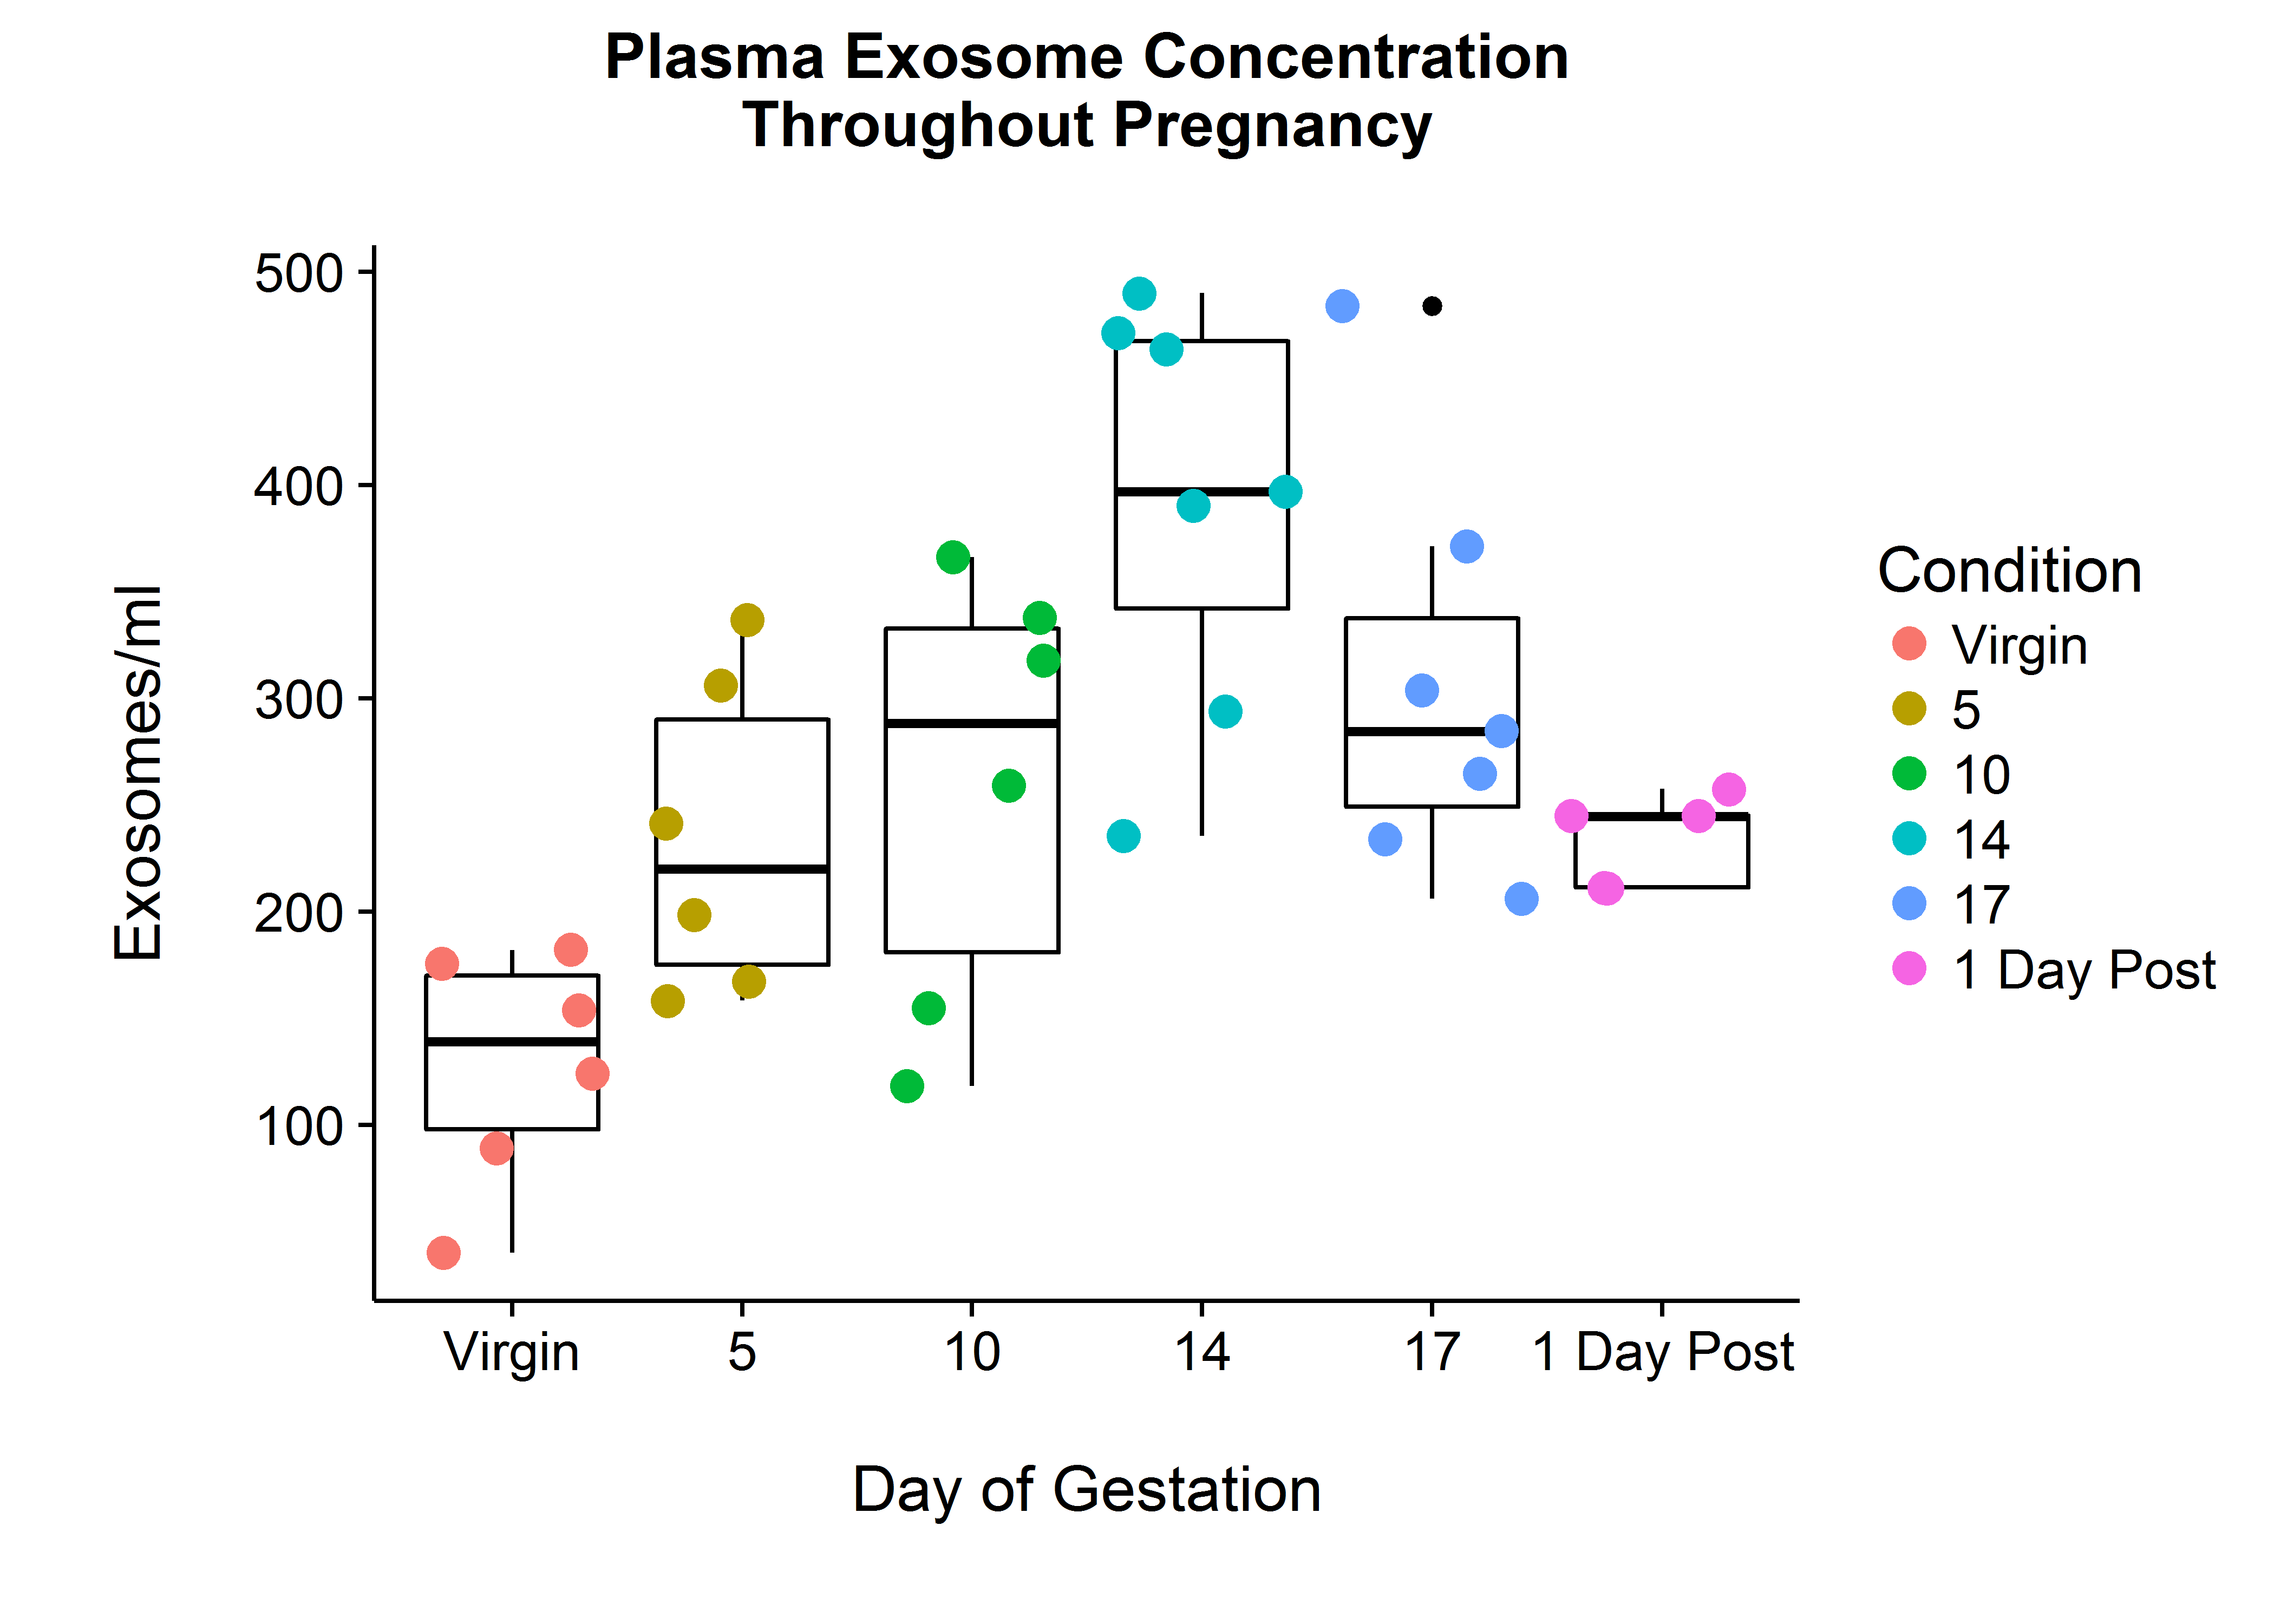 Plasma Exosome Concentration
Throughout Pregnancy
Exosomes/ml
500
400
300
200
100
Virgin
5
10
14
17
1 Day Post
Day of Gestation
Condition
Virgin
5
10
14
17
1 Day Post